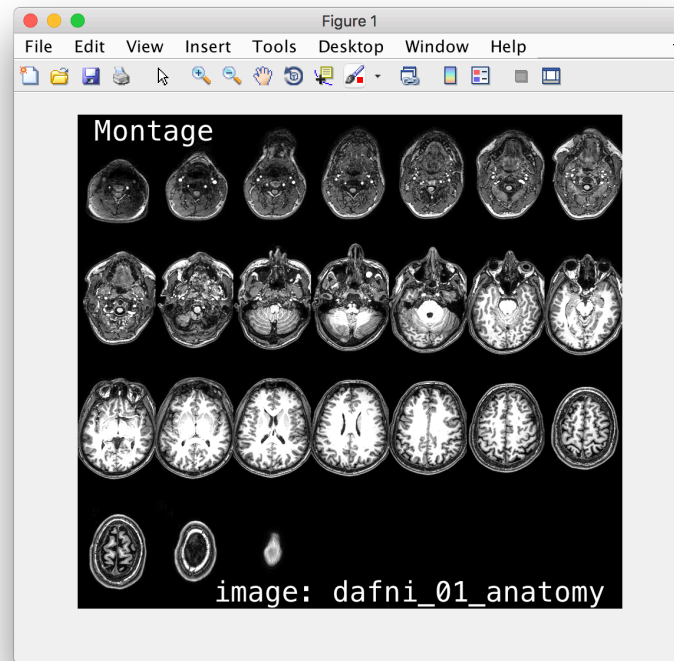 Figure 1
File Edit View Insert Tools Desktop Window Help
Montage
image: dafni_01_anatomy